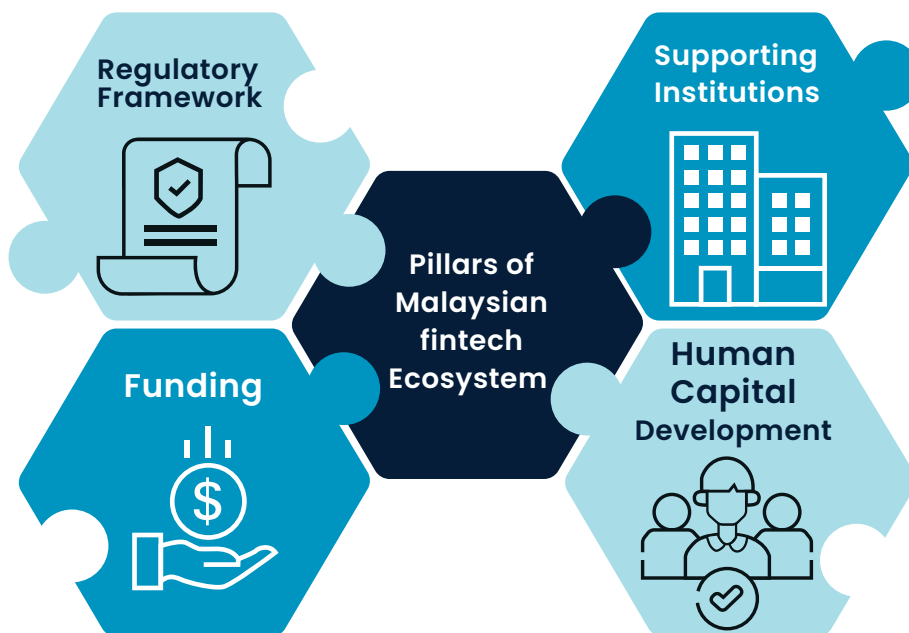 Regulatory
Framework
Supporting
Institutions
Pillars of
Malaysian
fintech
Ecosystem
Funding
$
Human
Capital
Development